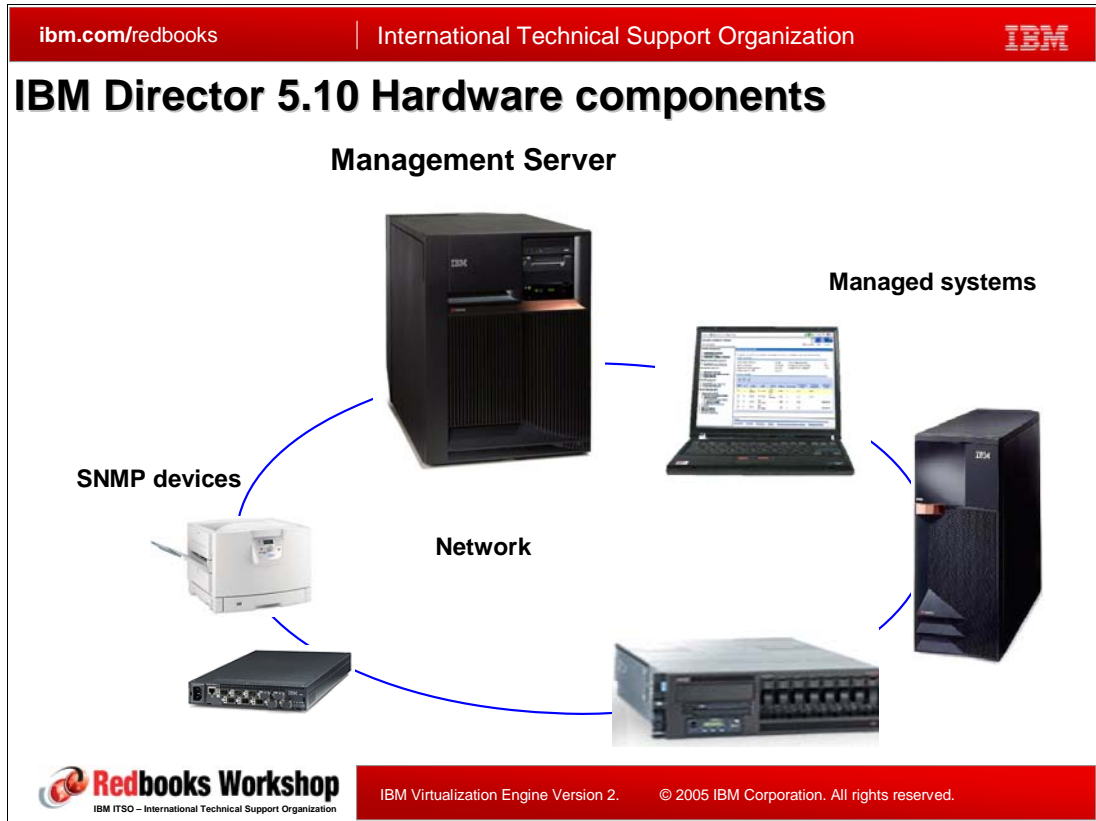 ibm.com/redbooks
International Technical Support Organization
IBM
IBM Director 5.10 Hardware components
Management Server
IBM
Managed systems
IBM
SNMP devices
Network
Redbooks Workshop
IBM ITSO – International Technical Support Organization
IBM Virtualization Engine Version 2. © 2005 IBM Corporation. All rights reserved.